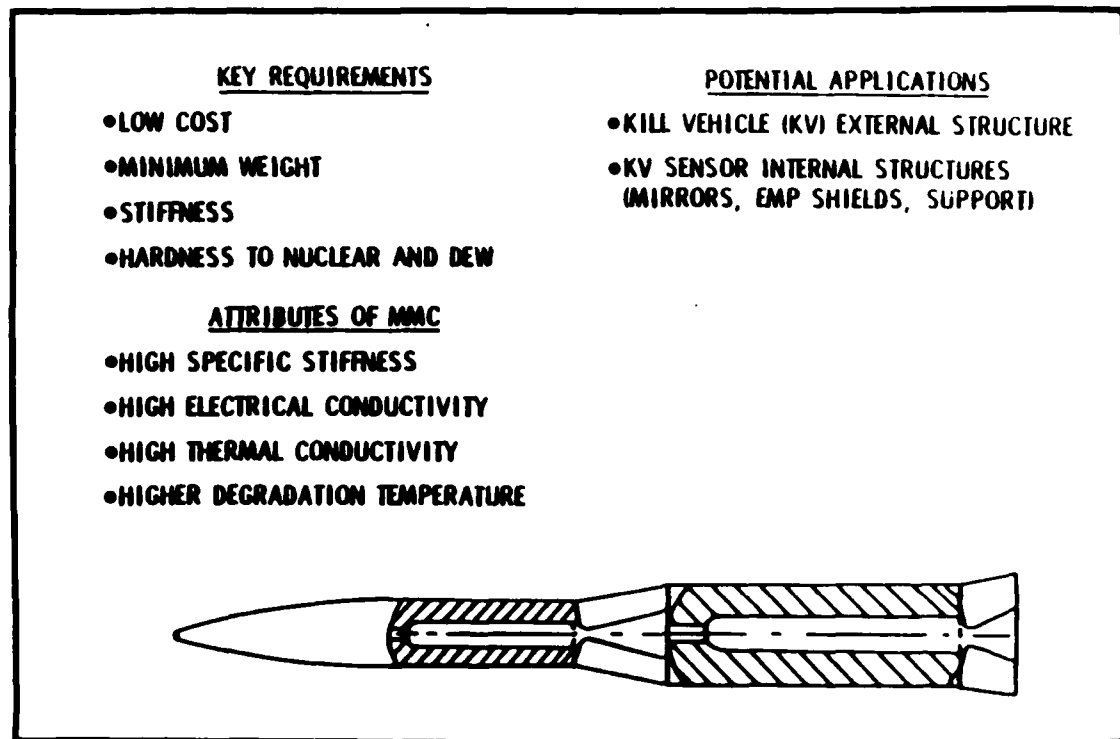 KEY REQUIREMENTS
•LOW COST
•MINIMUM WEIGHT
•STIFFNESS
•HARDNESS TO NUCLEAR AND DEW
ATTRIBUTES OF MMC
•HIGH SPECIFIC STIFFNESS
•HIGH ELECTRICAL CONDUCTIVITY
•HIGH THERMAL CONDUCTIVITY
•HIGHER DEGRADATION TEMPERATURE
POTENTIAL APPLICATIONS
•KILL VEHICLE (KV) EXTERNAL STRUCTURE
•KV SENSOR INTERNAL STRUCTURES
(MIRRORS, EMP SHIELDS, SUPPORT)